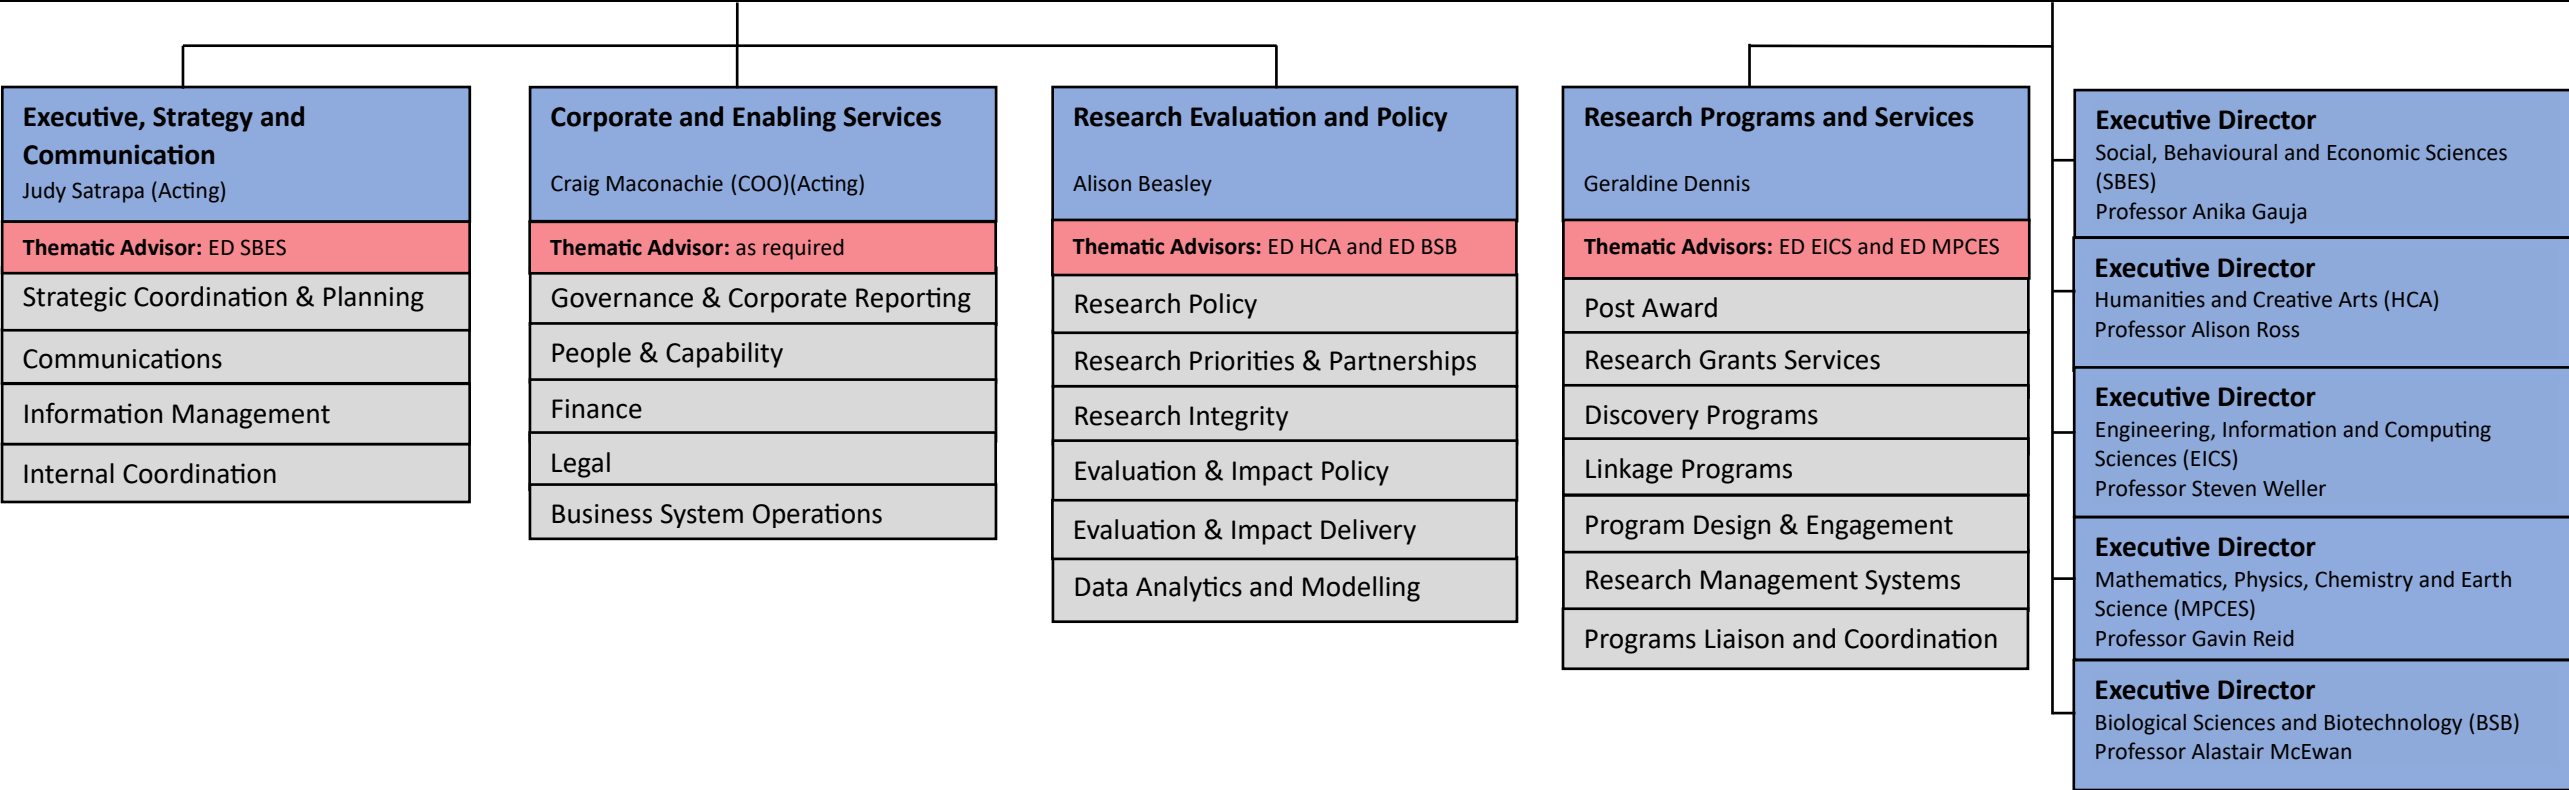 Executive, Strategy and
Communication
Judy Satrapa (Acting)
Thematic Advisor: ED SBES
Strategic Coordination & Planning
Communications
Information Management
Internal Coordination
Corporate and Enabling Services
Craig Maconachie (COO)(Acting)
Thematic Advisor: as required
Governance & Corporate Reporting
People & Capability
Finance
Legal
Business System Operations
Research Evaluation and Policy
Alison Beasley
Thematic Advisors: ED HCA and ED BSB
Research Policy
Research Priorities & Partnerships
Research Integrity
Evaluation & Impact Policy
Evaluation & Impact Delivery
Data Analytics and Modelling
Research Programs and Services
Geraldine Dennis
Thematic Advisors: ED EICS and ED MPCES
Post Award
Research Grants Services
Discovery Programs
Linkage Programs
Program Design & Engagement
Research Management Systems
Programs Liaison and Coordination
Executive Director
Social, Behavioural and Economic Sciences
(SBES)
Professor Anika Gauja
Executive Director
Humanities and Creative Arts (HCA)
Professor Alison Ross
Executive Director
Engineering, Information and Computing
Sciences (EICS)
Professor Steven Weller
Executive Director
Mathematics, Physics, Chemistry and Earth
Science (MPCES)
Professor Gavin Reid
Executive Director
Biological Sciences and Biotechnology (BSB)
Professor Alastair McEwan